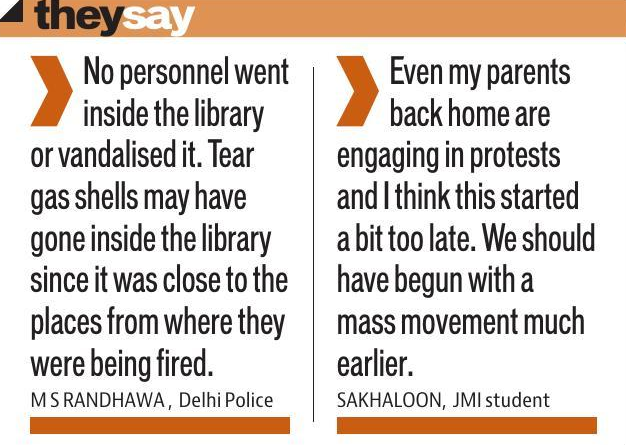 theysay
No personnel went
inside the library
or vandalised it. Tear
gas shells may have
gone inside the library
since it was close to the
places from where they
were being fired.
M S RANDHAWA, Delhi Police
Even my parents
back home are
engaging in protests
and I think this started
a bit too late. We should
have begun with a
mass movement much
earlier.
SAKHALOON, JMI student